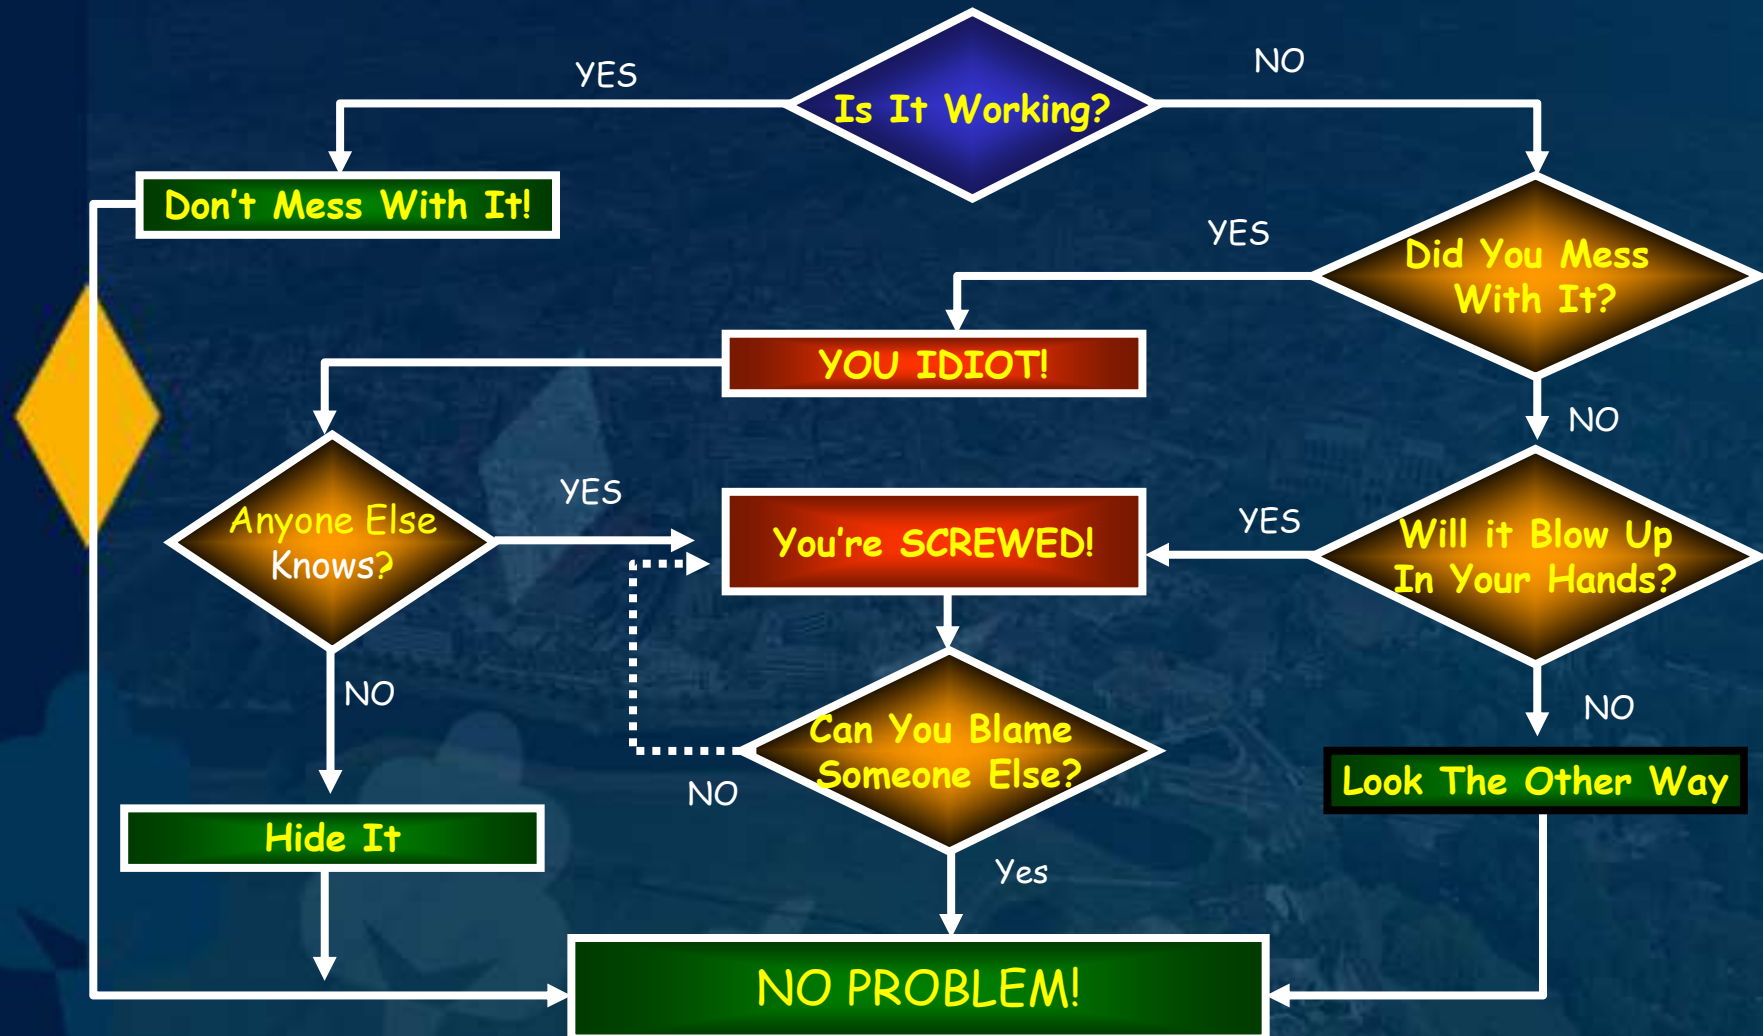 Is It Working?
YES
NO
Don't Mess With It!
Did You Mess
With It?
YES
YOU IDIOT!
NO
Anyone Else
Knows?
YES
You're SCREWED!
YES
Will it Blow Up
In Your Hands?
NO
NO
Can You Blame
Someone Else?
NO
Look The Other Way
Hide It
Yes
NO PROBLEM!